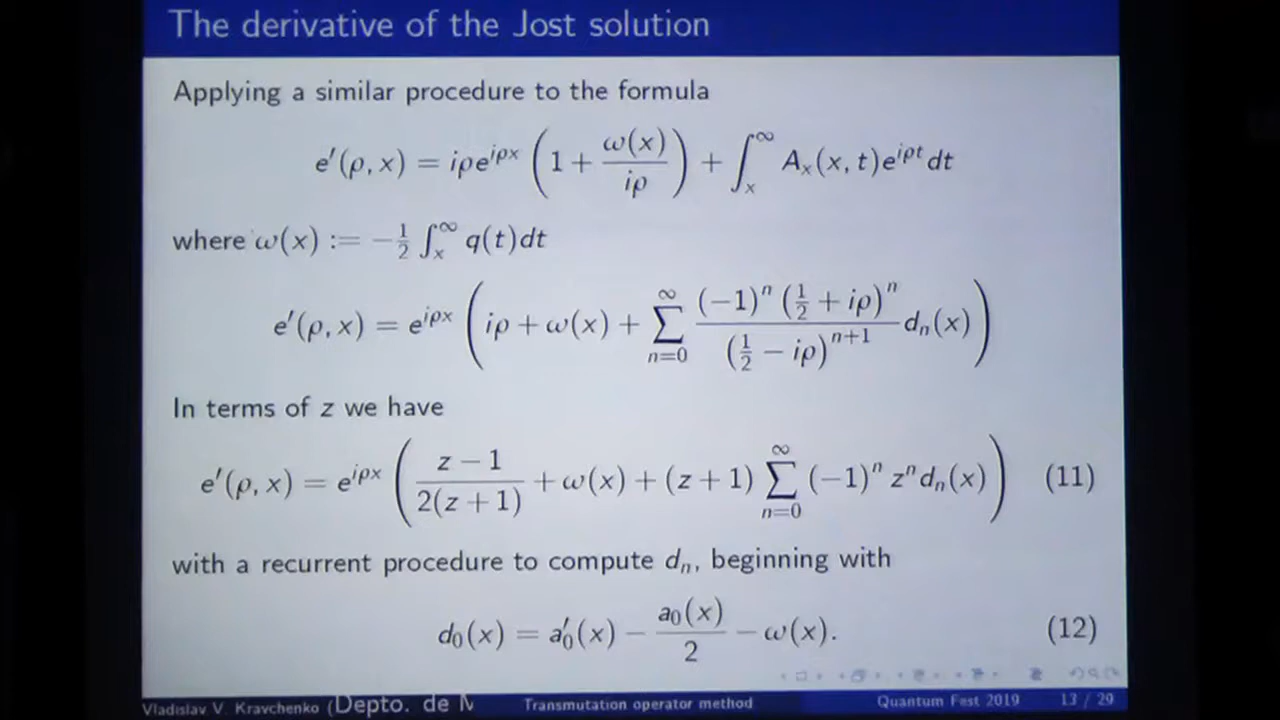 The derivative of the Jost solution
Applying a similar procedure to the formula
e′(ρ, x) = iρe^{iρx} (1 + ω(x)/iρ) + ∫_x^∞ A_x(x, t)e^{iρt} dt
where ω(x) := −½ ∫_x^∞ q(t)dt
e′(ρ, x) = e^{iρx} (iρ + ω(x) + ∑_{n=0}^∞ (−1)^n (½ + iρ)^n / (½ − iρ)^{n+1} d_n(x))
In terms of z we have
e′(ρ, x) = e^{iρx} ((z − 1)/(2(z + 1)) + ω(x) + (z + 1) ∑_{n=0}^∞ (−1)^n z^n d_n(x)) (11)
with a recurrent procedure to compute d_n, beginning with
d_0(x) = a_0′(x) − a_0(x)/2 − ω(x). (12)
Vladislav V. Kravchenko (Depto. de M Transmutation operator method Quantum Fest 2019 13 / 29